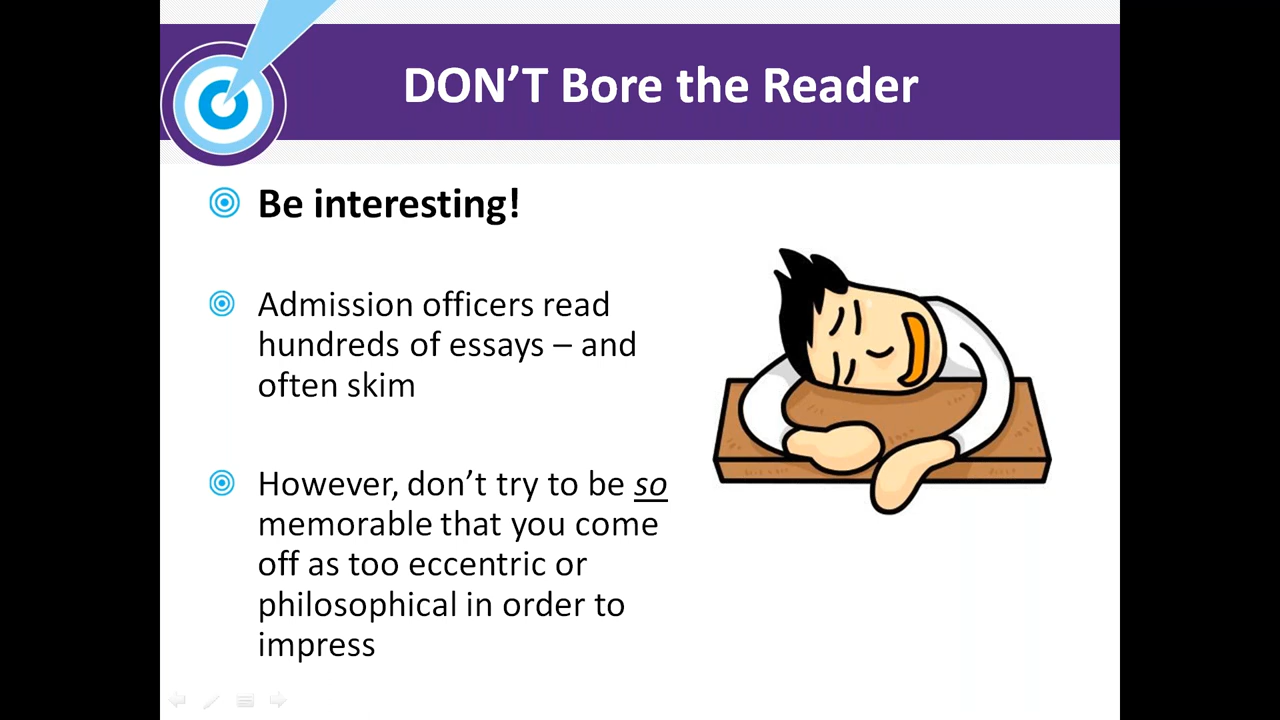 DON’T Bore the Reader
Be interesting!
Admission officers read
hundreds of essays – and
often skim
However, don’t try to be so
memorable that you come
off as too eccentric or
philosophical in order to
impress